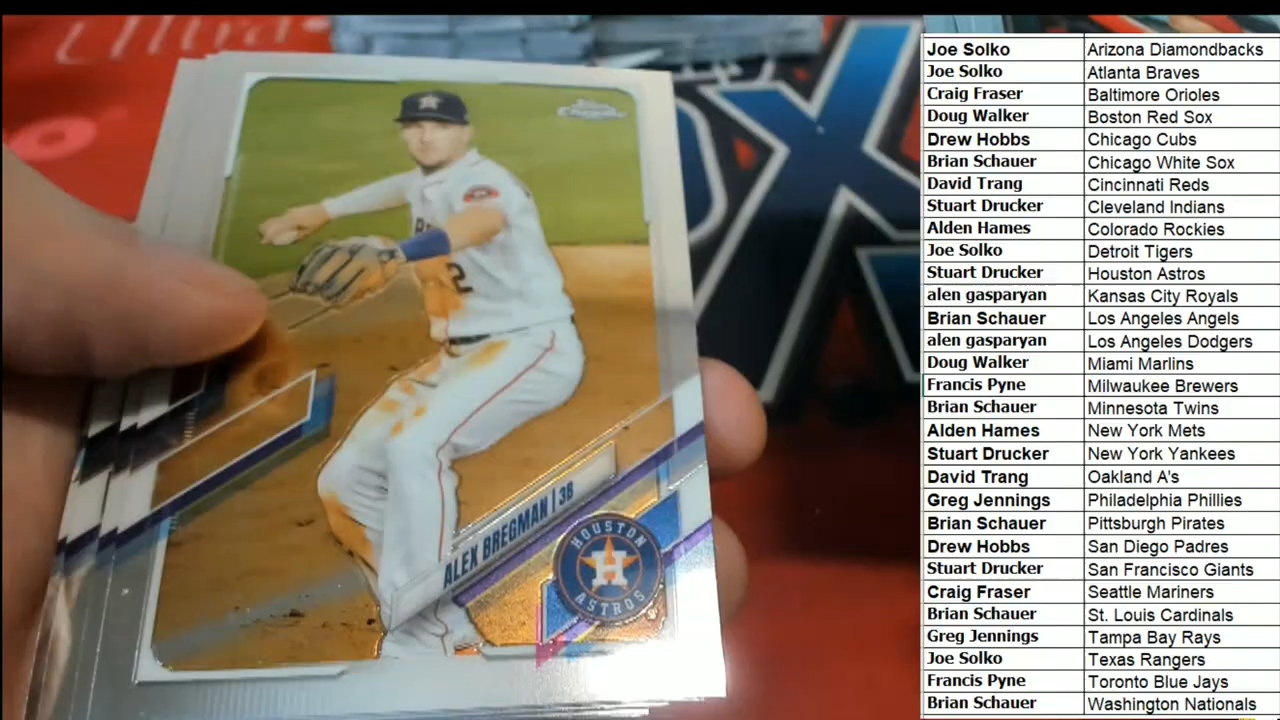 Ultra
Topps
Chrome
2
ALEX BREGMAN | 3B
HOUSTON
H
ASTROS
Joe Solko Arizona Diamondbacks
Joe Solko Atlanta Braves
Craig Fraser Baltimore Orioles
Doug Walker Boston Red Sox
Drew Hobbs Chicago Cubs
Brian Schauer Chicago White Sox
David Trang Cincinnati Reds
Stuart Drucker Cleveland Indians
Alden Hames Colorado Rockies
Joe Solko Detroit Tigers
Stuart Drucker Houston Astros
alen gasparyan Kansas City Royals
Brian Schauer Los Angeles Angels
alen gasparyan Los Angeles Dodgers
Doug Walker Miami Marlins
Francis Pyne Milwaukee Brewers
Brian Schauer Minnesota Twins
Alden Hames New York Mets
Stuart Drucker New York Yankees
David Trang Oakland A's
Greg Jennings Philadelphia Phillies
Brian Schauer Pittsburgh Pirates
Drew Hobbs San Diego Padres
Stuart Drucker San Francisco Giants
Craig Fraser Seattle Mariners
Brian Schauer St. Louis Cardinals
Greg Jennings Tampa Bay Rays
Joe Solko Texas Rangers
Francis Pyne Toronto Blue Jays
Brian Schauer Washington Nationals